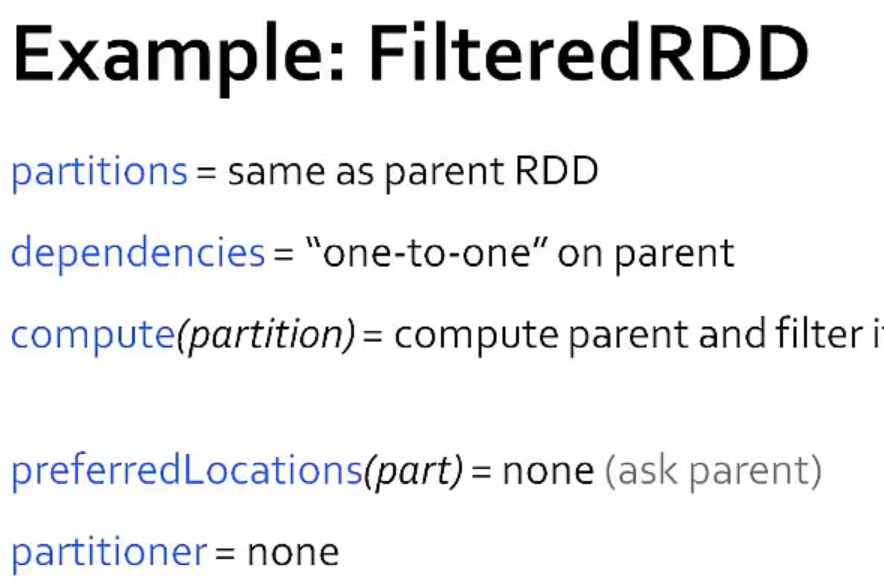 Example: FilteredRDD
partitions = same as parent RDD
dependencies = “one-to-one” on parent
compute(partition) = compute parent and filter
preferredLocations(part) = none (ask parent)
partitioner = none